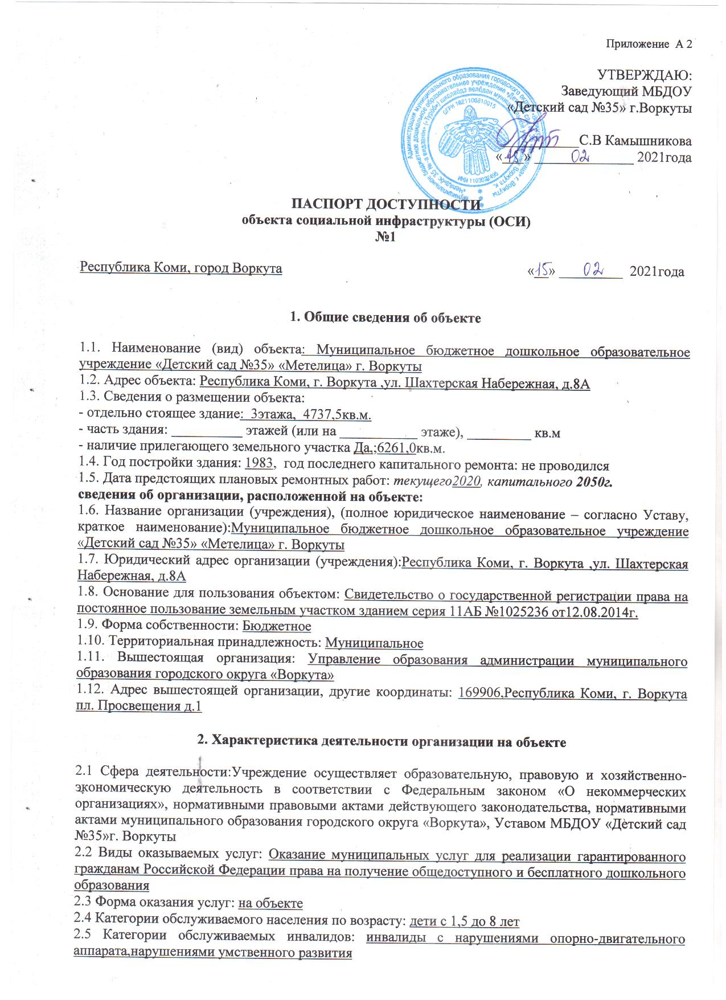 Приложение А 2
УТВЕРЖДАЮ:
Заведующий МБДОУ
«Детский сад №35» г.Воркуты
___________С.В Камышникова
«15» ______02______ 2021года
ОГРН 1021100810015
ИНН 1103022495
ПАСПОРТ ДОСТУПНОСТИ
объекта социальной инфраструктуры (ОСИ)
№1
Республика Коми, город Воркута «15» ___02___ 2021года
1. Общие сведения об объекте
1.1. Наименование (вид) объекта: Муниципальное бюджетное дошкольное образовательное
учреждение «Детский сад №35» «Метелица» г. Воркуты
1.2. Адрес объекта: Республика Коми, г. Воркута ,ул. Шахтерская Набережная, д.8А
1.3. Сведения о размещении объекта:
- отдельно стоящее здание: 3этажа, 4737,5кв.м.
- часть здания: __________ этажей (или на ___________ этаже), _________ кв.м
- наличие прилегающего земельного участка Да,;6261,0кв.м.
1.4. Год постройки здания: 1983, год последнего капитального ремонта: не проводился
1.5. Дата предстоящих плановых ремонтных работ: текущего2020, капитального 2050г.
сведения об организации, расположенной на объекте:
1.6. Название организации (учреждения), (полное юридическое наименование – согласно Уставу,
краткое наименование):Муниципальное бюджетное дошкольное образовательное учреждение
«Детский сад №35» «Метелица» г. Воркуты
1.7. Юридический адрес организации (учреждения):Республика Коми, г. Воркута ,ул. Шахтерская
Набережная, д.8А
1.8. Основание для пользования объектом: Свидетельство о государственной регистрации права на
постоянное пользование земельным участком зданием серия 11АБ №1025236 от12.08.2014г.
1.9. Форма собственности: Бюджетное
1.10. Территориальная принадлежность: Муниципальное
1.11. Вышестоящая организация: Управление образования администрации муниципального
образования городского округа «Воркута»
1.12. Адрес вышестоящей организации, другие координаты: 169906,Республика Коми, г. Воркута
пл. Просвещения д.1
2. Характеристика деятельности организации на объекте
2.1 Сфера деятельности:Учреждение осуществляет образовательную, правовую и хозяйственно-
экономическую деятельность в соответствии с Федеральным законом «О некоммерческих
организациях», нормативными правовыми актами действующего законодательства, нормативными
актами муниципального образования городского округа «Воркута», Уставом МБДОУ «Детский сад
№35»г. Воркуты
2.2 Виды оказываемых услуг: Оказание муниципальных услуг для реализации гарантированного
гражданам Российской Федерации права на получение общедоступного и бесплатного дошкольного
образования
2.3 Форма оказания услуг: на объекте
2.4 Категории обслуживаемого населения по возрасту: дети с 1,5 до 8 лет
2.5 Категории обслуживаемых инвалидов: инвалиды с нарушениями опорно-двигательного
аппарата,нарушениями умственного развития